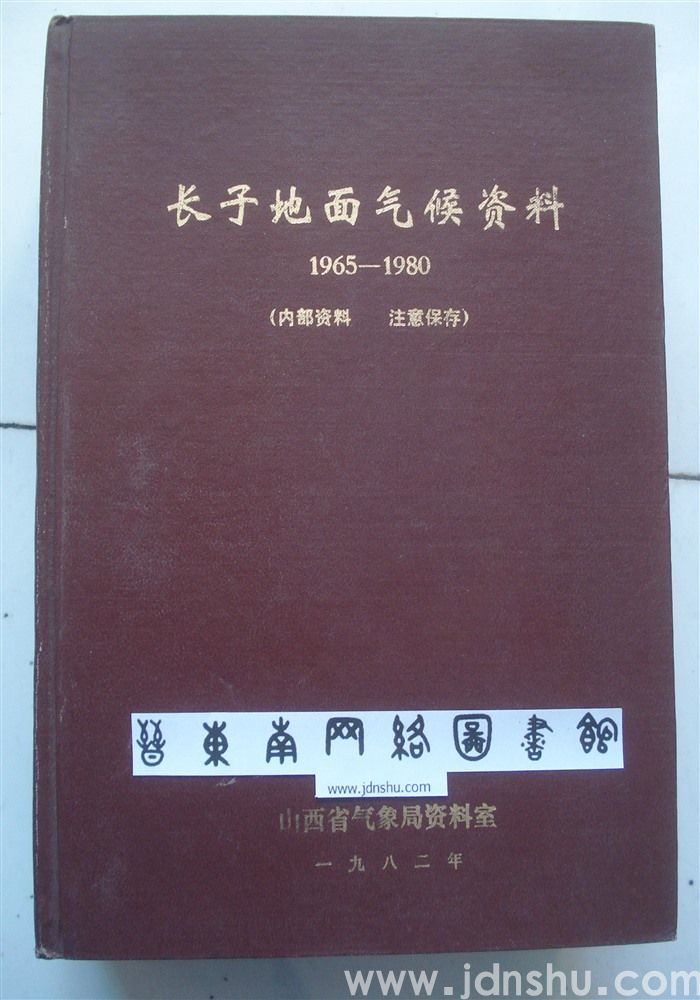 长子地面气候资料
1965—1980
(内部资料 注意保存)
晉東南网络圖書館
www.jdnshu.com
山西省气象局资料室
一九八二年
www.jdnshu.com